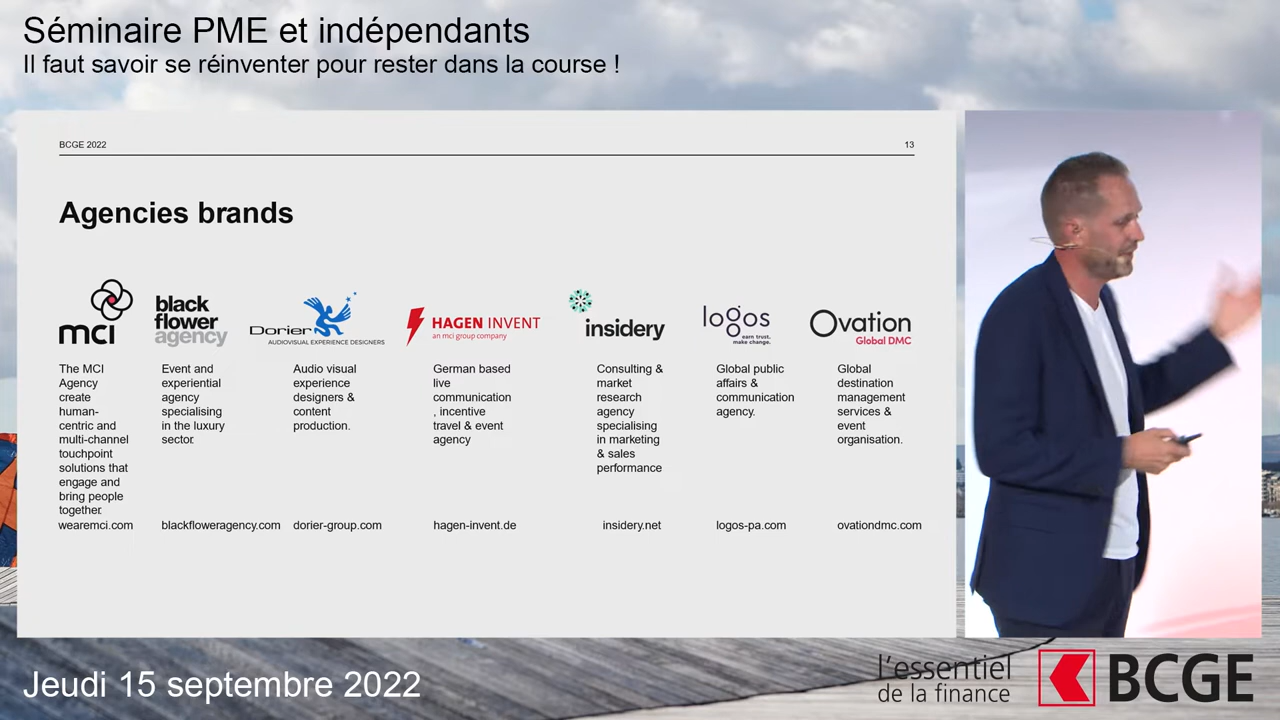 Séminaire PME et indépendants
Il faut savoir se réinventer pour rester dans la course !
BCGE 2022
13
Agencies brands
mci
The MCI
Agency
create
human-
centric and
multi-channel
touchpoint
solutions that
engage and
bring people
together.
wearemci.com
black
flower
agency
Event and
experiential
agency
specialising
in the luxury
sector.
blackfloweragency.com
Dorier
AUDIOVISUAL EXPERIENCE DESIGNERS
Audio visual
experience
designers &
content
production.
dorier-group.com
HAGEN INVENT
an mci group company
German based
live
communication
, incentive
travel & event
agency
hagen-invent.de
insidery
Consulting &
market
research
agency
specialising
in marketing
& sales
performance
insidery.net
logos
earn trust.
make change.
Global public
affairs &
communication
agency.
logos-pa.com
Ovation
Global DMC
Global
destination
management
services &
event
organisation.
ovationdmc.com
Jeudi 15 septembre 2022
l'essentiel
de la finance
BCGE